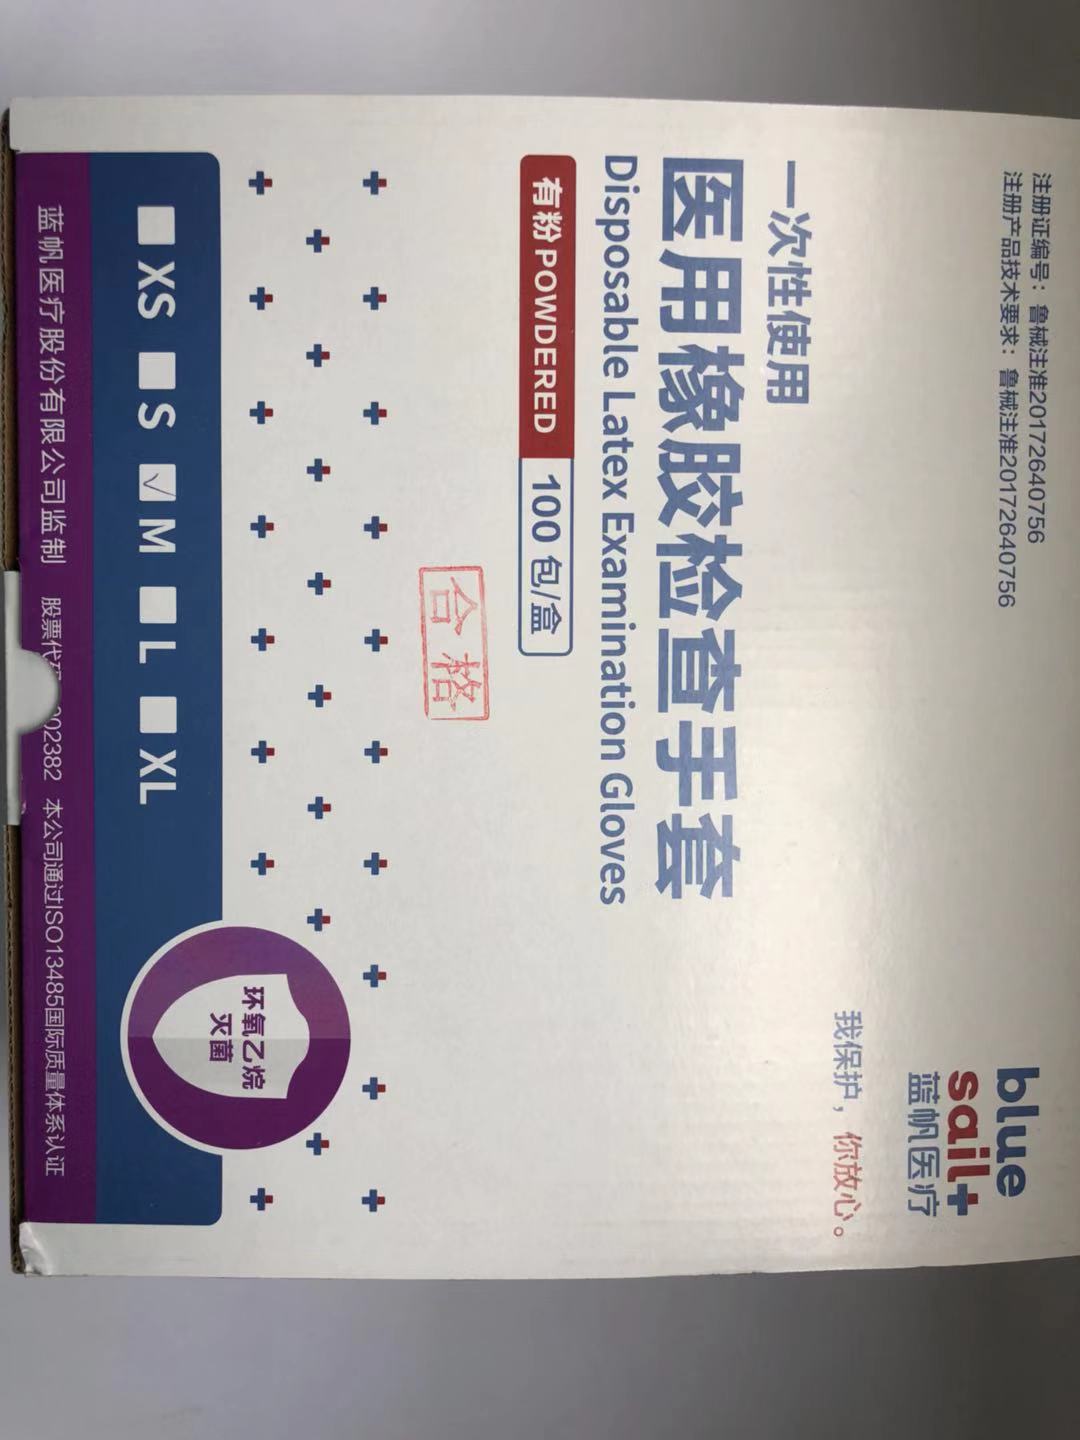 注册证编号：鲁械注准20172640756
注册产品技术要求：鲁械注准20172640756
blue
sail+
蓝帆医疗
我保护，你放心。
一次性使用
医用橡胶检查手套
Disposable Latex Examination Gloves
有粉 POWDERED 100 包/盒
合格
环氧乙烷
灭菌
XS S M L XL
蓝帆医疗股份有限公司监制 股票代码 002382 本公司通过ISO13485国际质量体系认证